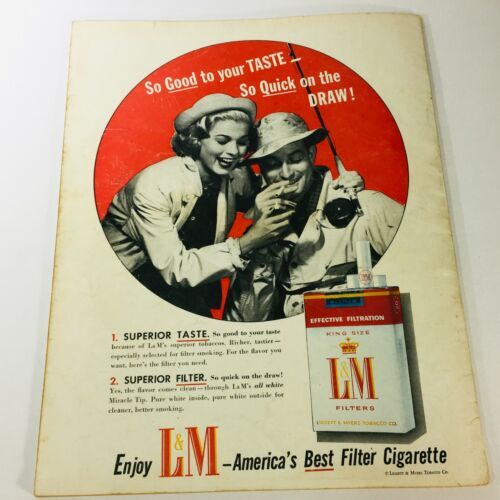 So Good to your TASTE —
So Quick on the
DRAW!
EFFECTIVE FILTRATION
KING SIZE
L&M
FILTERS
LIGGETT & MYERS TOBACCO CO.
1. SUPERIOR TASTE. So good to your taste
because of L&M's superior tobaccos. Richer, tastier—
especially selected for filter smoking. For the flavor you
want, here's the filter you need.
2. SUPERIOR FILTER. So quick on the draw!
Yes, the flavor comes clean—through L&M's all white
Miracle Tip. Pure white inside, pure white outside for
cleaner, better smoking.
Enjoy L&M —America's Best Filter Cigarette
© LIGGETT & MYERS TOBACCO CO.